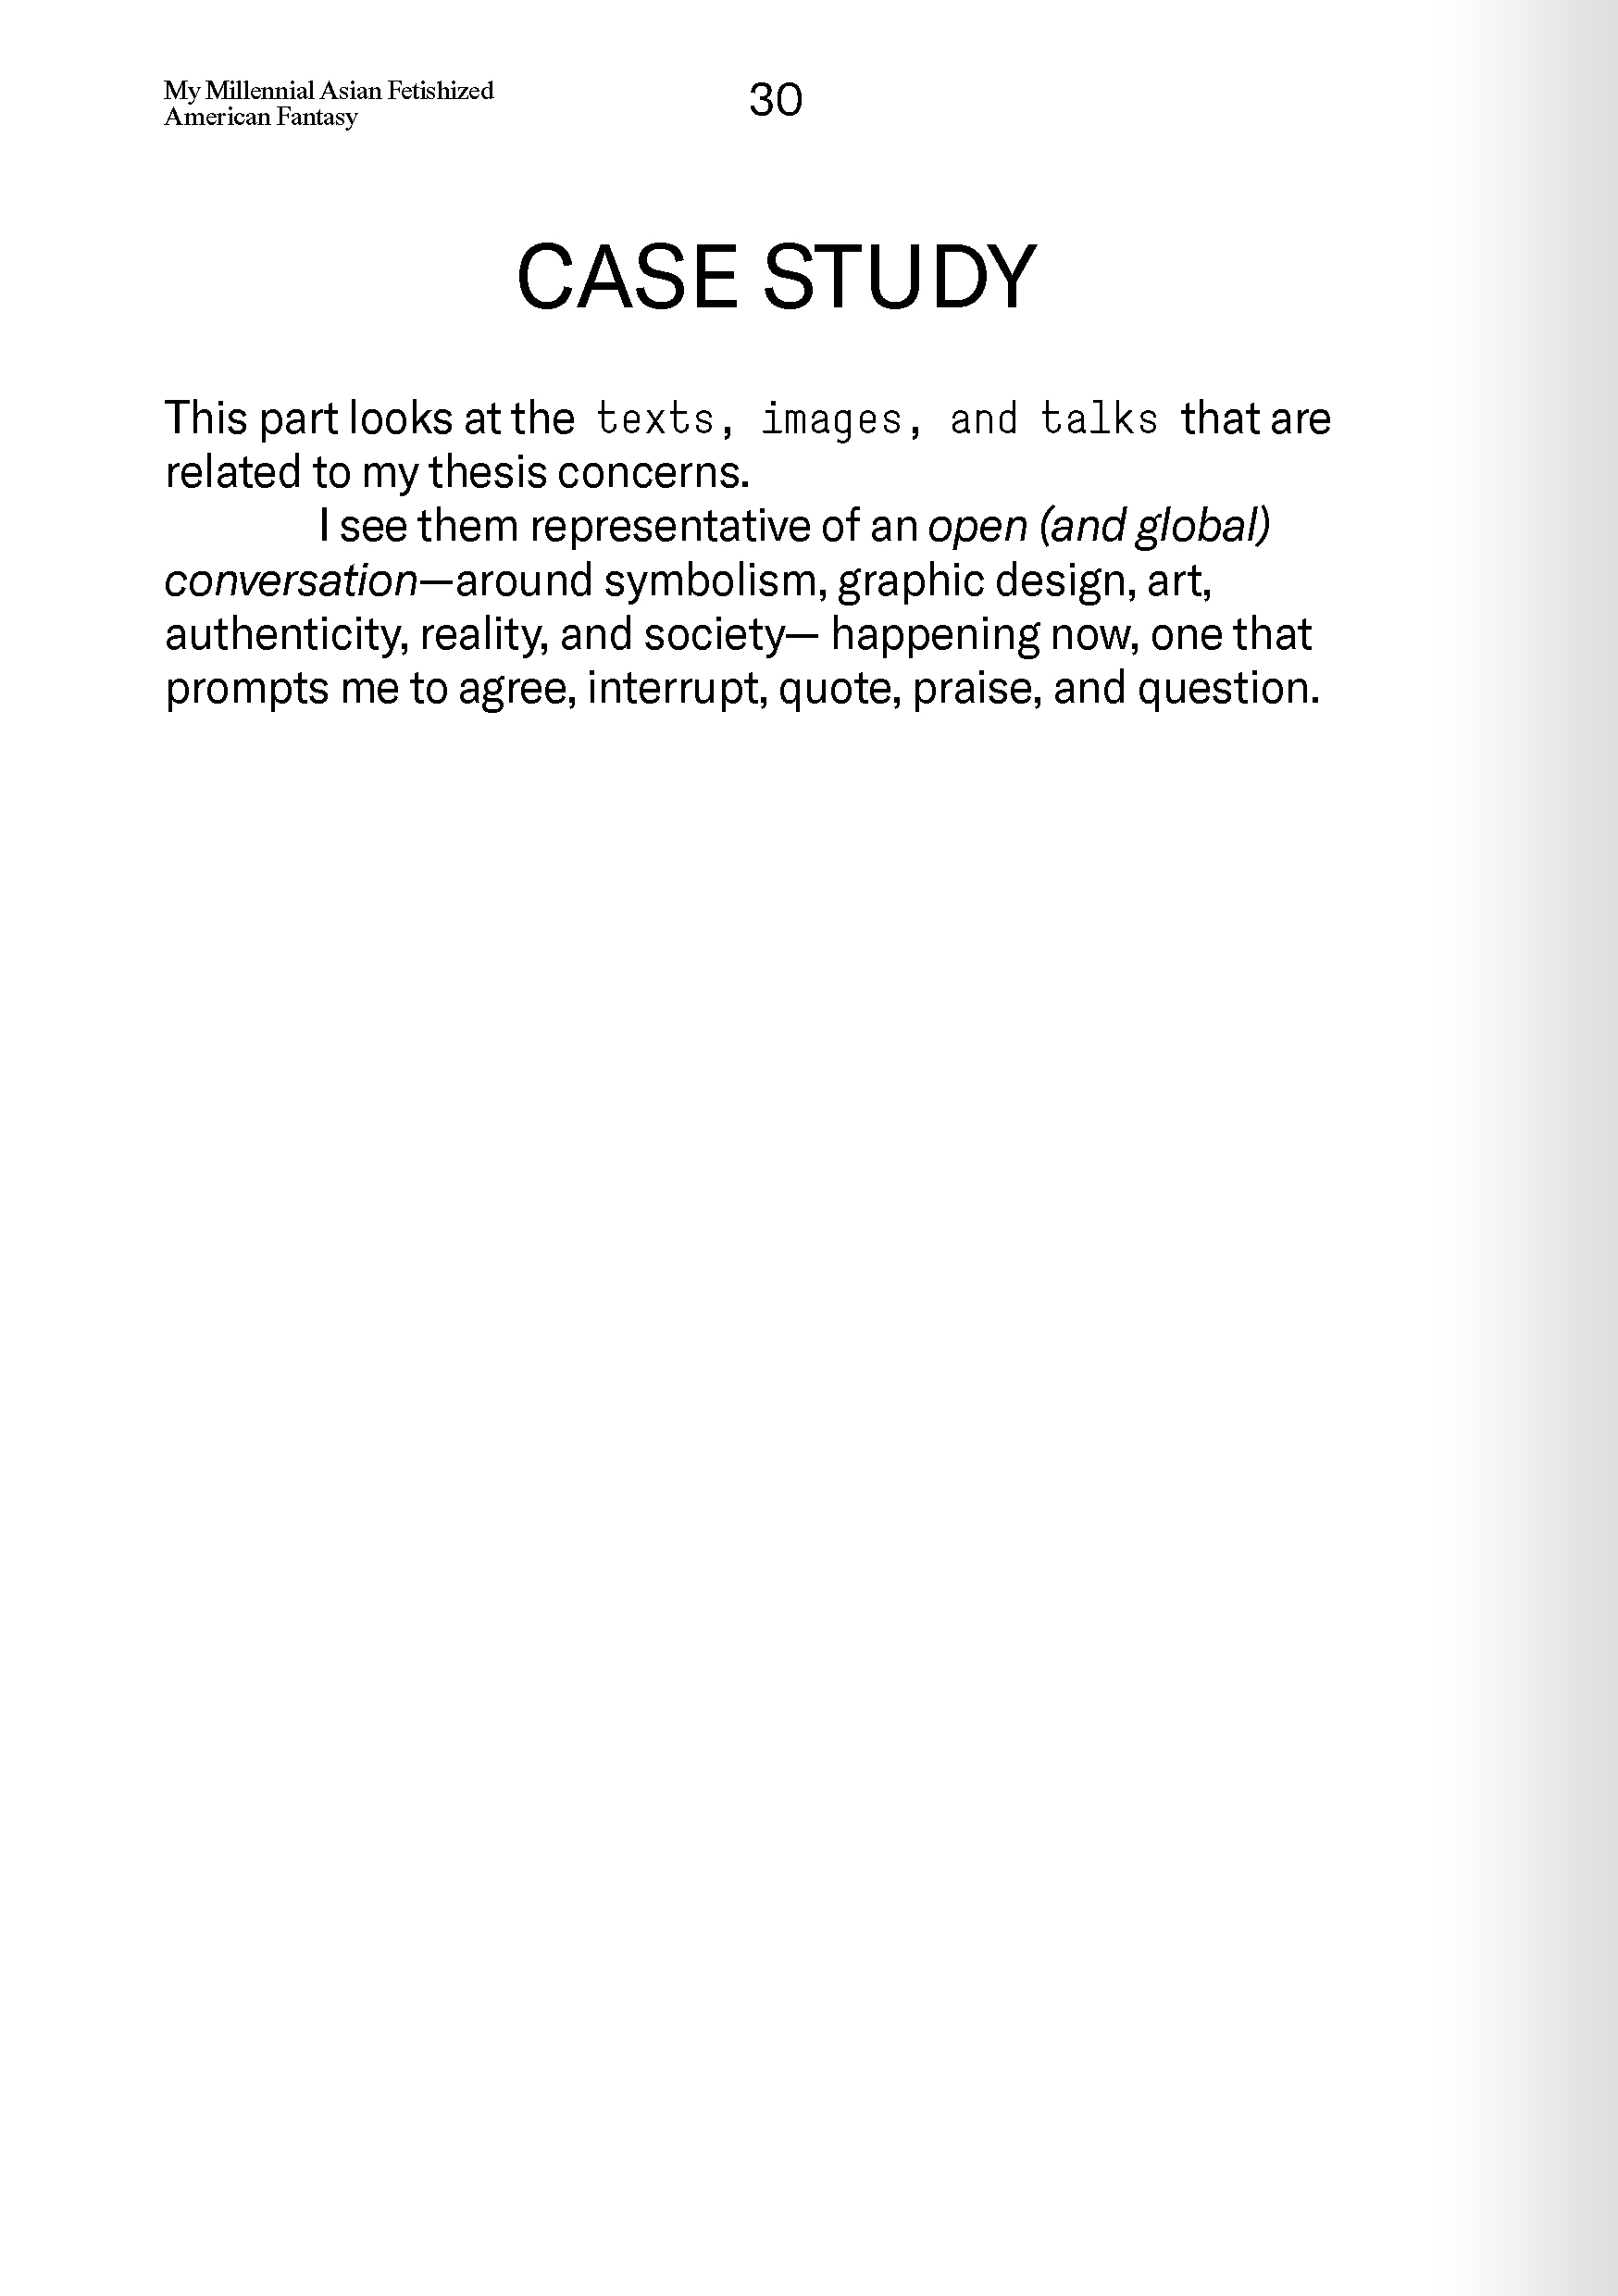 My Millennial Asian Fetishized
American Fantasy
30
CASE STUDY
This part looks at the texts, images, and talks that are
related to my thesis concerns.
I see them representative of an open (and global)
conversation—around symbolism, graphic design, art,
authenticity, reality, and society— happening now, one that
prompts me to agree, interrupt, quote, praise, and question.